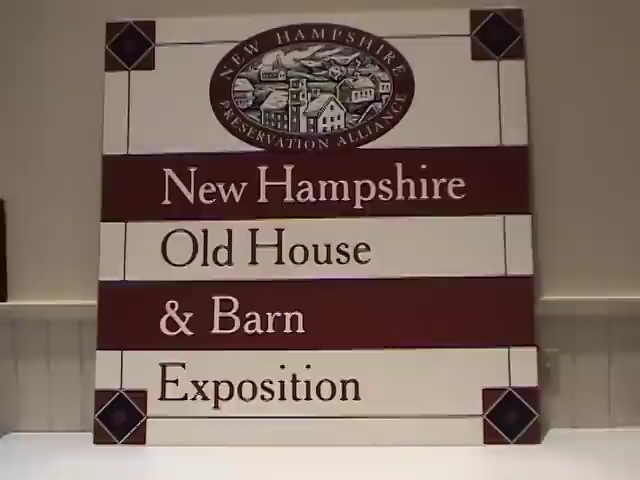 NEW HAMPSHIRE
PRESERVATION ALLIANCE
New Hampshire
Old House
& Barn
Exposition